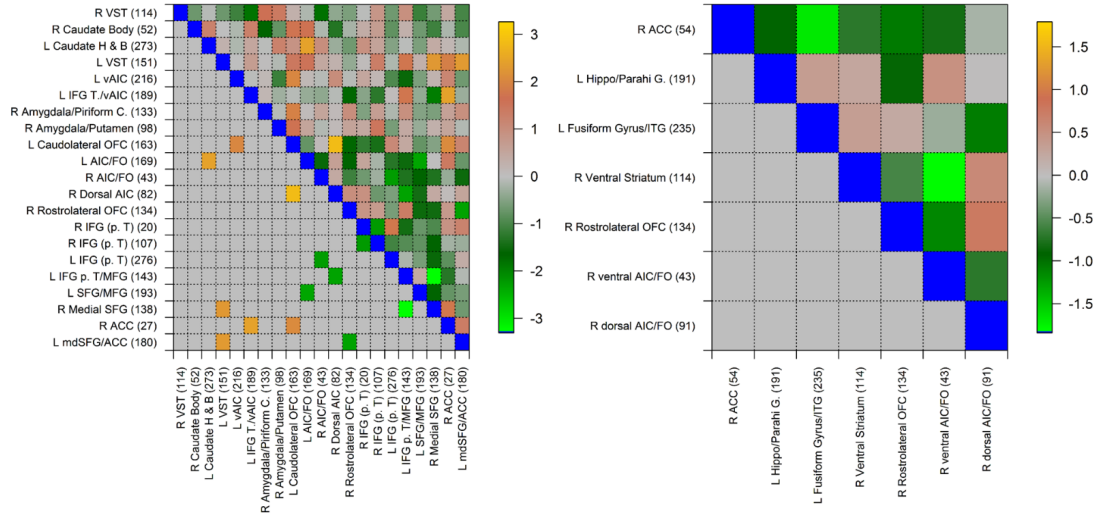 R VST (114)
R Caudate Body (52)
L Caudate H & B (273)
L VST (151)
L vAIC (216)
L IFG T./vAIC (189)
R Amygdala/Piriform C. (133)
R Amygdala/Putamen (98)
L Caudolateral OFC (163)
L AIC/FO (169)
R AIC/FO (43)
R Dorsal AIC (82)
R Rostrolateral OFC (134)
R IFG (p. T) (20)
R IFG (p. T) (107)
L IFG (p. T) (276)
L IFG p. T/MFG (143)
L SFG/MFG (193)
R Medial SFG (138)
R ACC (27)
L mdSFG/ACC (180)
R VST (114)
R Caudate Body (52)
L Caudate H & B (273)
L VST (151)
L vAIC (216)
L IFG T./vAIC (189)
R Amygdala/Piriform C. (133)
R Amygdala/Putamen (98)
L Caudolateral OFC (163)
L AIC/FO (169)
R AIC/FO (43)
R Dorsal AIC (82)
R Rostrolateral OFC (134)
R IFG (p. T) (20)
R IFG (p. T) (107)
L IFG (p. T) (276)
L IFG p. T/MFG (143)
L SFG/MFG (193)
R Medial SFG (138)
R ACC (27)
L mdSFG/ACC (180)
3
2
1
0
-1
-2
-3
R ACC (54)
L Hippo/Parahi G. (191)
L Fusiform Gyrus/ITG (235)
R Ventral Striatum (114)
R Rostrolateral OFC (134)
R ventral AIC/FO (43)
R dorsal AIC/FO (91)
R ACC (54)
L Hippo/Parahi G. (191)
L Fusiform Gyrus/ITG (235)
R Ventral Striatum (114)
R Rostrolateral OFC (134)
R ventral AIC/FO (43)
R dorsal AIC/FO (91)
1.5
1.0
0.5
0.0
-0.5
-1.0
-1.5